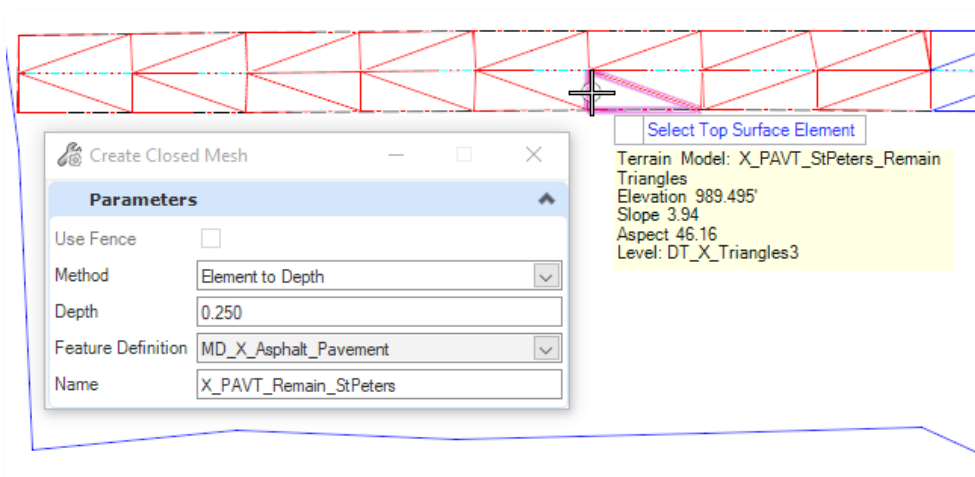 Select Top Surface Element
Terrain Model: X_PAVT_StPeters_Remain
Triangles
Elevation 989.495'
Slope 3.94
Aspect 46.16
Level: DT_X_Triangles3
Create Closed Mesh
Parameters
Use Fence
Method Element to Depth
Depth 0.250
Feature Definition MD_X_Asphalt_Pavement
Name X_PAVT_Remain_StPeters